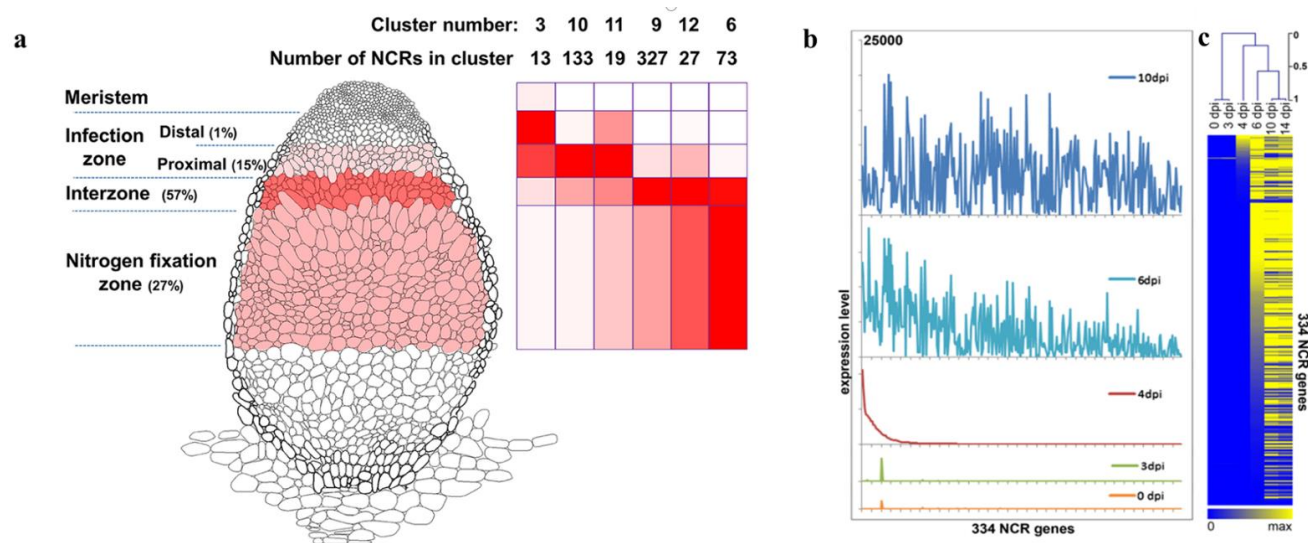 a
Cluster number: 3 10 11 9 12 6
Number of NCRs in cluster 13 133 19 327 27 73
Meristem
Infection zone
Distal (1%)
Proximal (15%)
Interzone (57%)
Nitrogen fixation
zone (27%)
b
25000
10dpi
6dpi
4dpi
3dpi
0 dpi
expression level
334 NCR genes
c
0
0.5
1
0 dpi
3 dpi
4 dpi
6 dpi
10 dpi
14 dpi
334 NCR genes
0 max